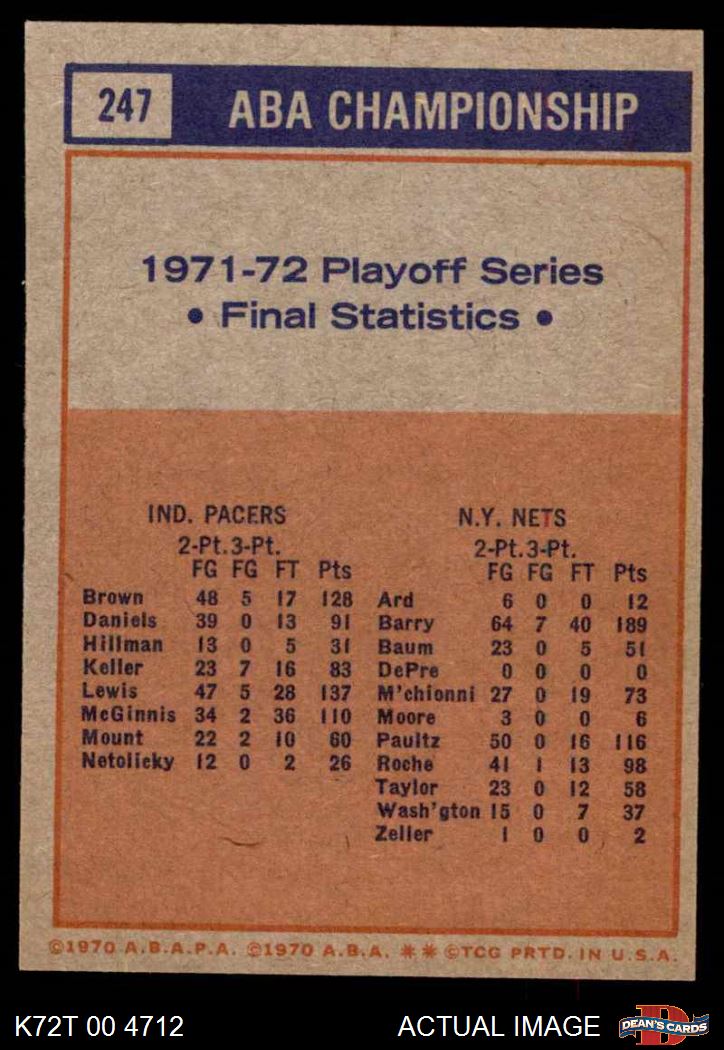 247 ABA CHAMPIONSHIP
1971-72 Playoff Series
• Final Statistics •
IND. PACERS
2-Pt. 3-Pt.
FG FG FT Pts
Brown 48 5 17 128
Daniels 39 0 13 91
Hillman 13 0 5 31
Keller 23 7 16 83
Lewis 47 5 28 137
McGinnis 34 2 36 110
Mount 22 2 10 60
Netolicky 12 0 2 26
N.Y. NETS
2-Pt. 3-Pt.
FG FG FT Pts
Ard 6 0 0 12
Barry 64 7 40 189
Baum 23 0 5 51
DePre 0 0 0 0
M'chionni 27 0 19 73
Moore 3 0 0 6
Paultz 50 0 16 116
Roche 41 1 13 98
Taylor 23 0 12 58
Wash'gton 15 0 7 37
Zeller 1 0 0 2
©1970 A.B.A.P.A. ©1970 A.B.A. ** ©TCG PRTD. IN U.S.A.
K72T 00 4712 ACTUAL IMAGE D DEAN'S CARDS